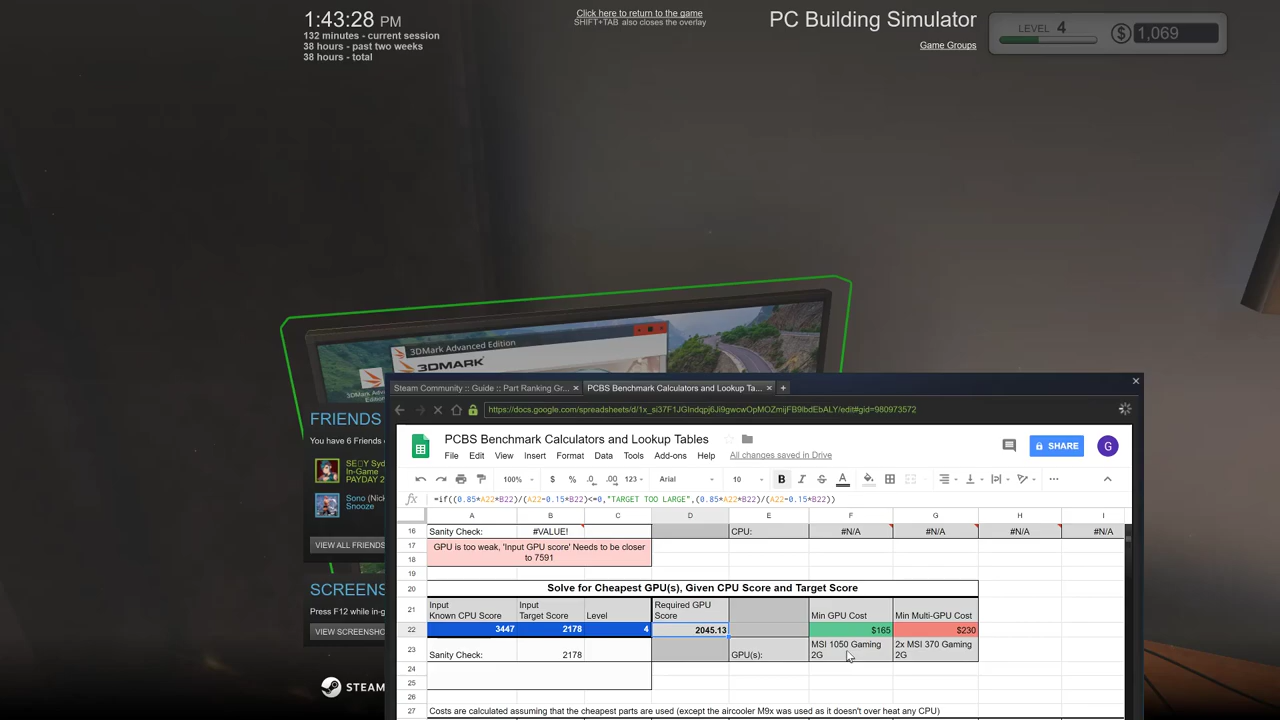 1:43:28 PM
132 minutes - current session
38 hours - past two weeks
38 hours - total
Click here to return to the game
SHIFT+TAB also closes the overlay
PC Building Simulator
Game Groups
LEVEL 4
$ 1,069
3DMark Advanced Edition
3DMARK
FRIENDS
You have 6 Friends
In-Game
PAYDAY 2
Sono (Nick
Snooze
VIEW ALL FRIENDS
SCREENS
Press F12 while in-g
VIEW SCREENSHO
STEAM
Steam Community :: Guide :: Part Ranking Gr... ×
PCBS Benchmark Calculators and Lookup Ta... × +
https://docs.google.com/spreadsheets/d/1x_si37F1JGIndqpj6Ji9gwcwOpMOZmijFB9lbdEbALY/edit#gid=980973572
PCBS Benchmark Calculators and Lookup Tables
SHARE
G
File Edit View Insert Format Data Tools Add-ons Help All changes saved in Drive
100% $ % .0 .00 123 Arial 10 B I S A
fx =if((0.85*A22*B22)/(A22-0.15*B22)<=0,"TARGET TOO LARGE",(0.85*A22*B22)/(A22-0.15*B22))
A B C D E F G H I
16 Sanity Check: #VALUE! CPU: #N/A #N/A #N/A #N/A
17 GPU is too weak, 'Input GPU score' Needs to be closer
18 to 7591
19
20 Solve for Cheapest GPU(s), Given CPU Score and Target Score
21 Input Known CPU Score Input Target Score Level Required GPU Score Min GPU Cost Min Multi-GPU Cost
22 3447 2178 4 2045.13 $165 $230
23 Sanity Check: 2178 GPU(s): MSI 1050 Gaming 2G 2x MSI 370 Gaming 2G
24
25
26
27 Costs are calculated assuming that the cheapest parts are used (except the aircooler M9x was used as it doesn't over heat any CPU)